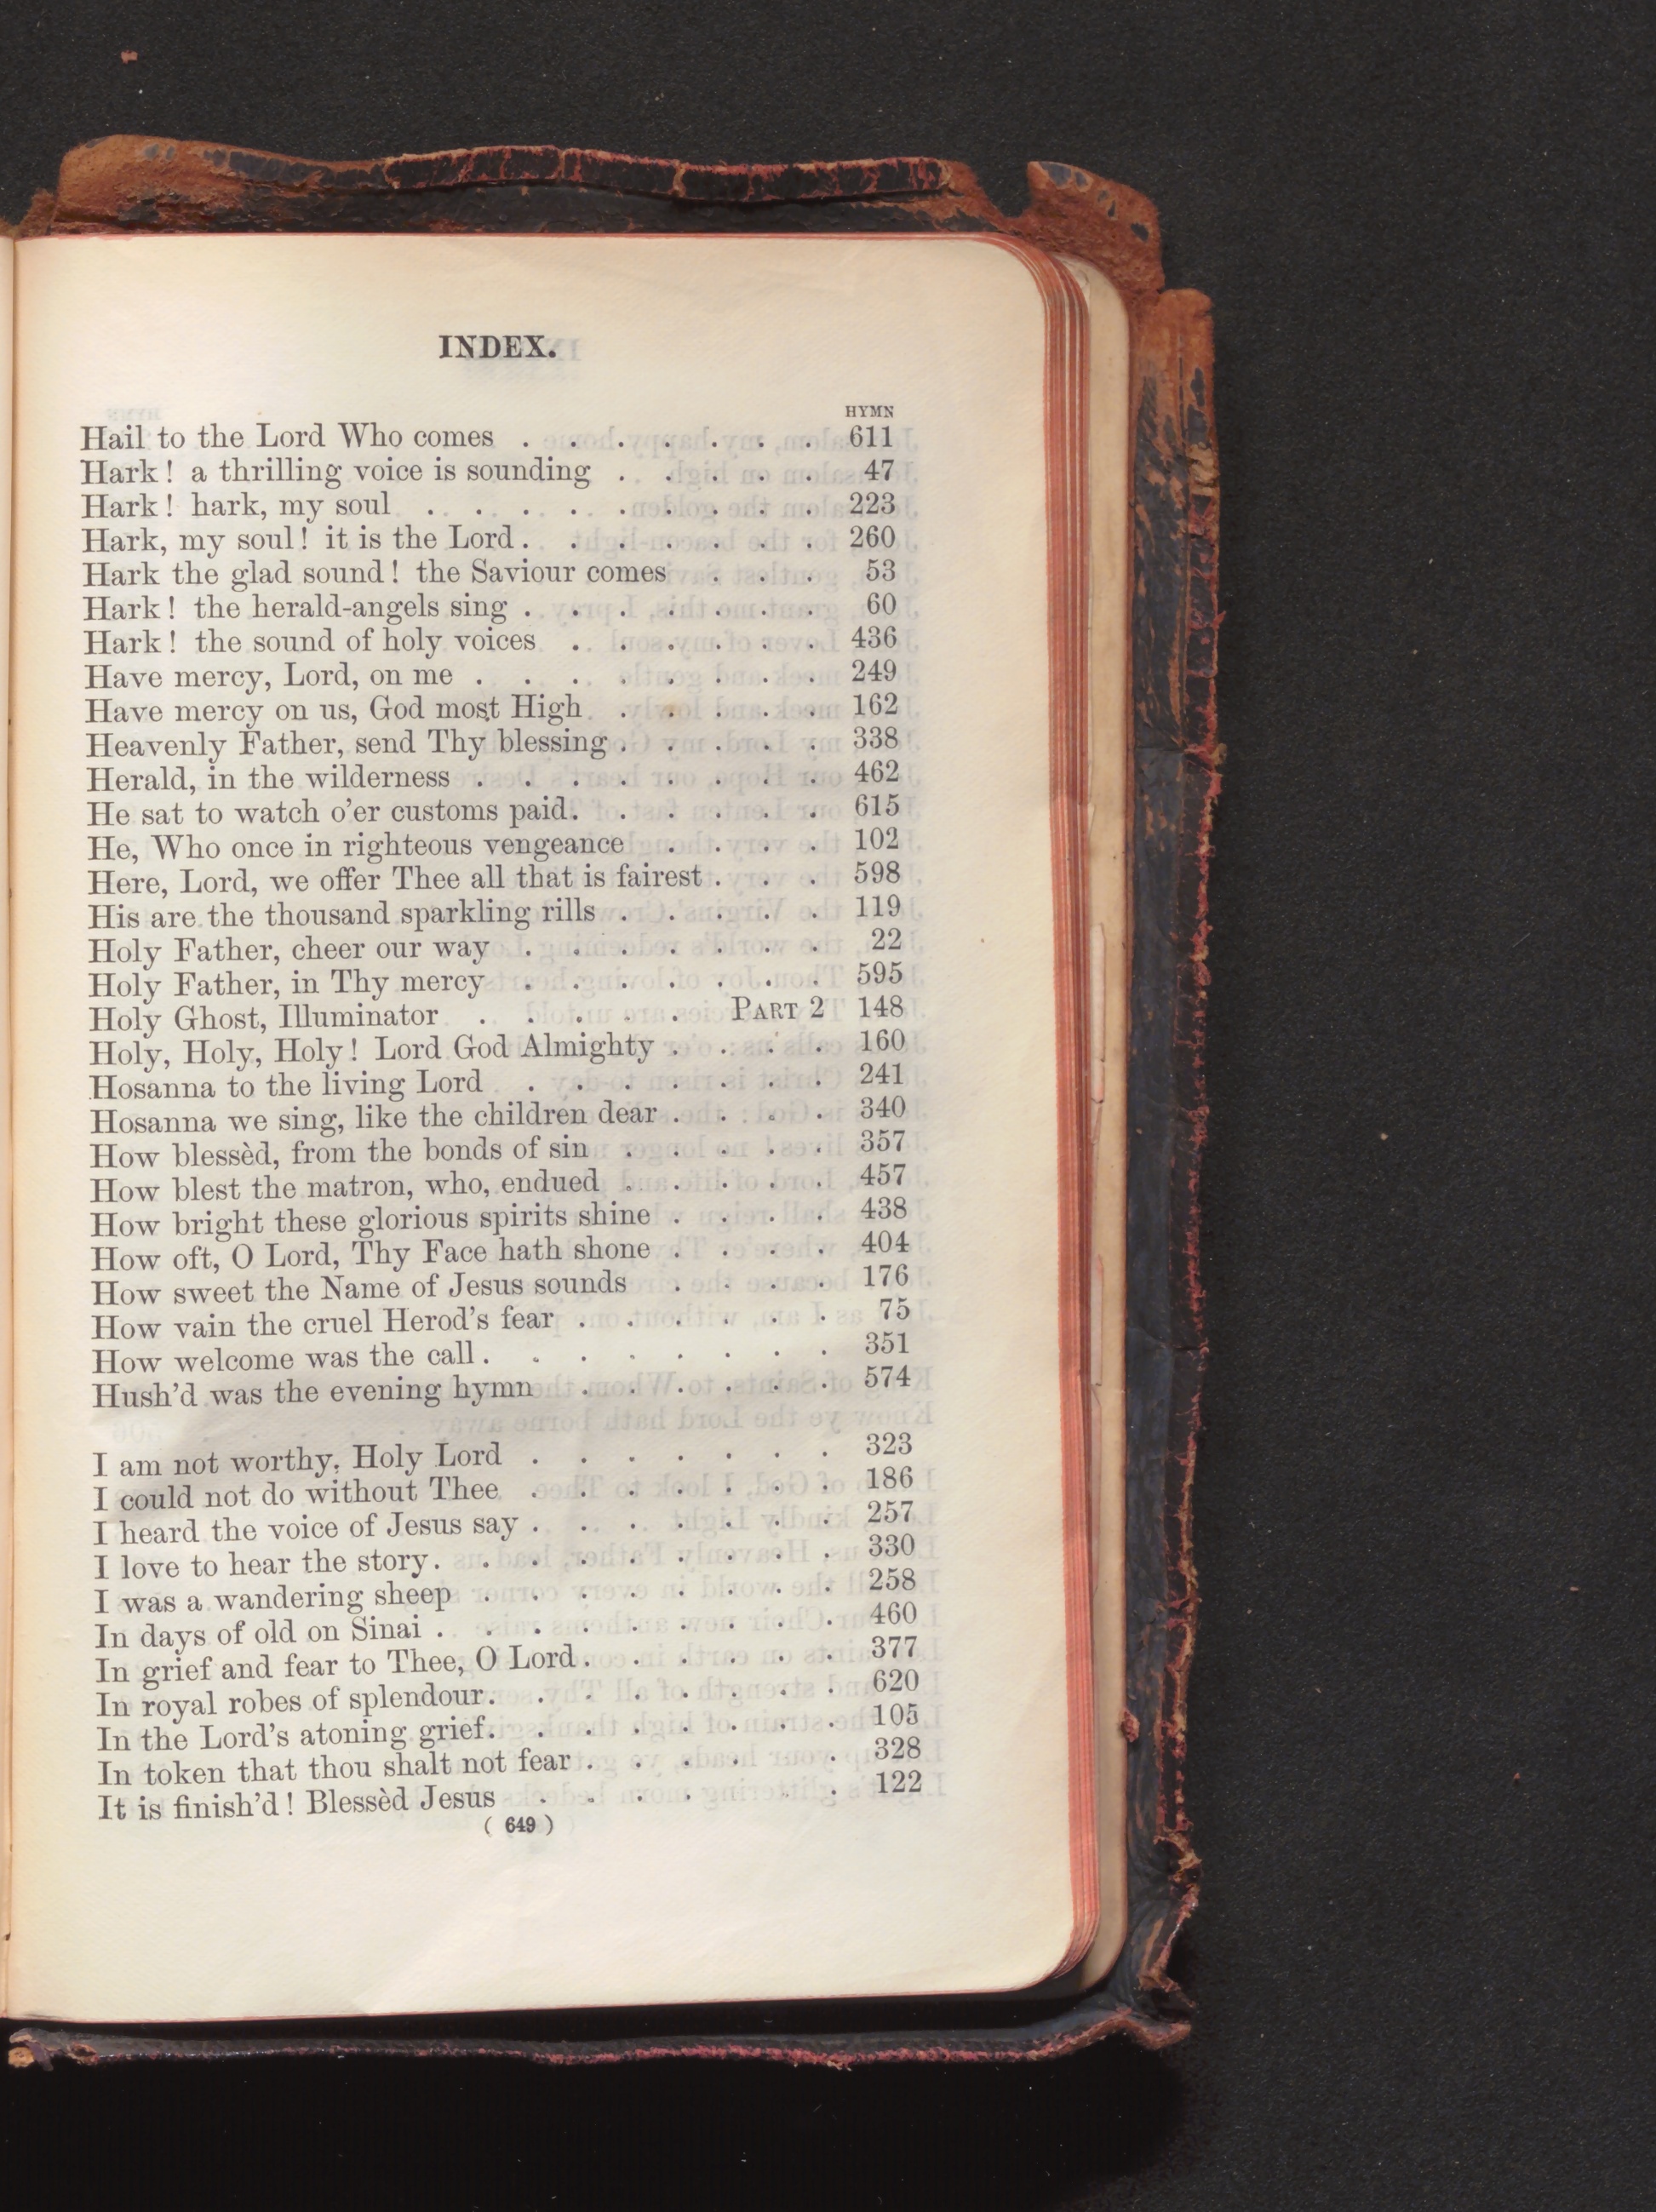 INDEX.
HYMN
Hail to the Lord Who comes . . . . . . . 611
Hark! a thrilling voice is sounding . . . . . 47
Hark! hark, my soul . . . . . . . . . 223
Hark, my soul! it is the Lord . . . . . . . 260
Hark the glad sound! the Saviour comes . . . 53
Hark! the herald-angels sing . . . . . . . 60
Hark! the sound of holy voices . . . . . . 436
Have mercy, Lord, on me . . . . . . . . 249
Have mercy on us, God most High . . . . . 162
Heavenly Father, send Thy blessing . . . . . 338
Herald, in the wilderness . . . . . . . . 462
He sat to watch o'er customs paid . . . . . . 615
He, Who once in righteous vengeance . . . . 102
Here, Lord, we offer Thee all that is fairest . . . 598
His are the thousand sparkling rills . . . . . 119
Holy Father, cheer our way . . . . . . . 22
Holy Father, in Thy mercy . . . . . . . 595
Holy Ghost, Illuminator . . . . . PART 2 148
Holy, Holy, Holy! Lord God Almighty . . . . 160
Hosanna to the living Lord . . . . . . . 241
Hosanna we sing, like the children dear . . . . 340
How blessèd, from the bonds of sin . . . . . 357
How blest the matron, who, endued . . . . . 457
How bright these glorious spirits shine . . . . 438
How oft, O Lord, Thy Face hath shone . . . . 404
How sweet the Name of Jesus sounds . . . . 176
How vain the cruel Herod's fear . . . . . . 75
How welcome was the call . . . . . . . . 351
Hush'd was the evening hymn . . . . . . 574
I am not worthy, Holy Lord . . . . . . . 323
I could not do without Thee . . . . . . . 186
I heard the voice of Jesus say . . . . . . . 257
I love to hear the story . . . . . . . . . 330
I was a wandering sheep . . . . . . . . 258
In days of old on Sinai . . . . . . . . . 460
In grief and fear to Thee, O Lord . . . . . . 377
In royal robes of splendour . . . . . . . . 620
In the Lord's atoning grief . . . . . . . . 105
In token that thou shalt not fear . . . . . . 328
It is finish'd! Blessèd Jesus . . . . . . . 122
( 649 )